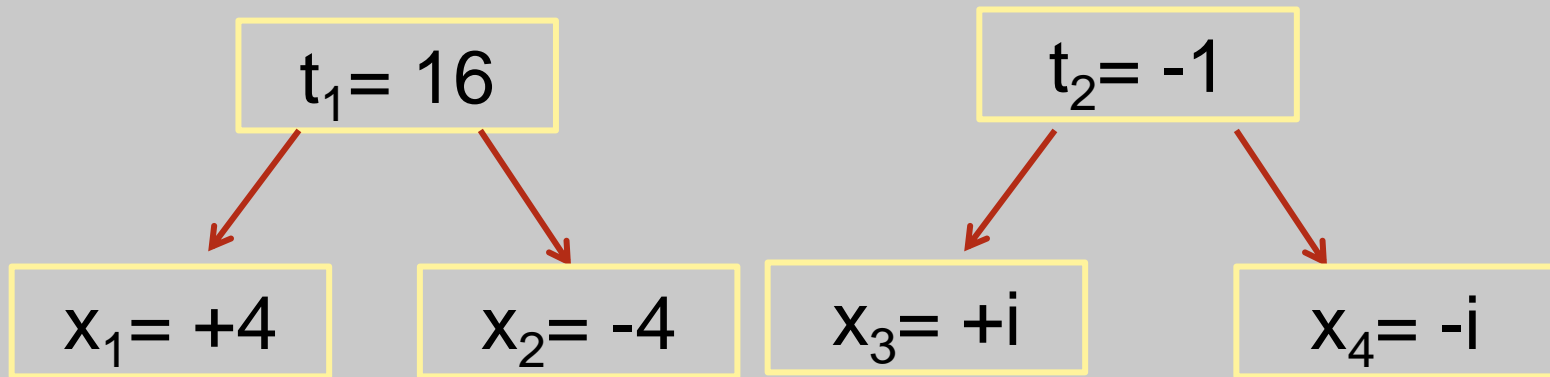 t₁= 16
t₂= -1
x₁= +4
x₂= -4
x₃= +i
x₄= -i